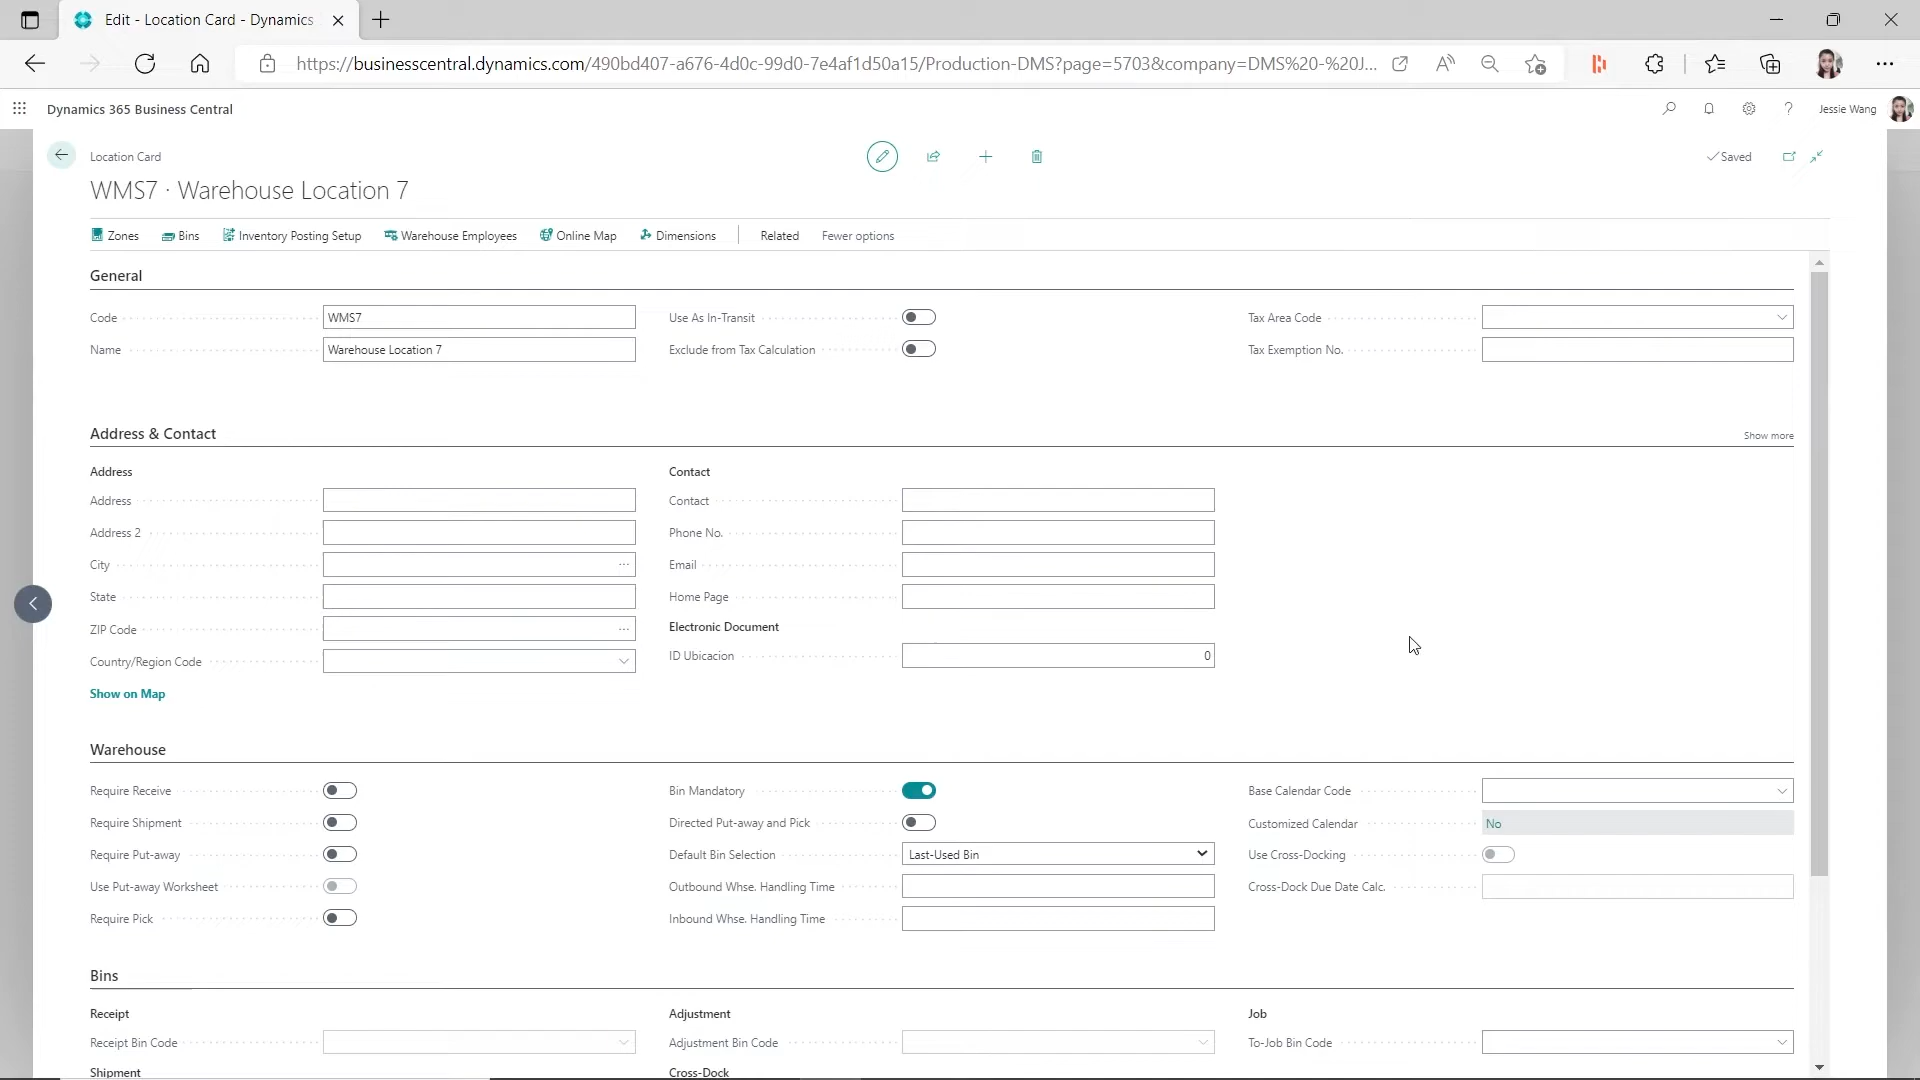 Edit - Location Card - Dynamics
https://businesscentral.dynamics.com/490bd407-a676-4d0c-99d0-7e4af1d50a15/Production-DMS?page=5703&company=DMS%20-%20J...
Dynamics 365 Business Central
Jessie Wang
Location Card
Saved
WMS7 · Warehouse Location 7
Zones Bins Inventory Posting Setup Warehouse Employees Online Map Dimensions Related Fewer options
General
Code WMS7 Use As In-Transit Tax Area Code
Name Warehouse Location 7 Exclude from Tax Calculation Tax Exemption No.
Address & Contact Show more
Address Contact
Address Contact
Address 2 Phone No.
City ... Email
State Home Page
Electronic Document
ZIP Code ...
Country/Region Code ID Ubicacion 0
Show on Map
Warehouse
Require Receive Bin Mandatory Base Calendar Code
Require Shipment Directed Put-away and Pick Customized Calendar No
Require Put-away Default Bin Selection Last-Used Bin Use Cross-Docking
Use Put-away Worksheet Outbound Whse. Handling Time Cross-Dock Due Date Calc.
Require Pick Inbound Whse. Handling Time
Bins
Receipt Adjustment Job
Receipt Bin Code Adjustment Bin Code To-Job Bin Code
Shipment Cross-Dock